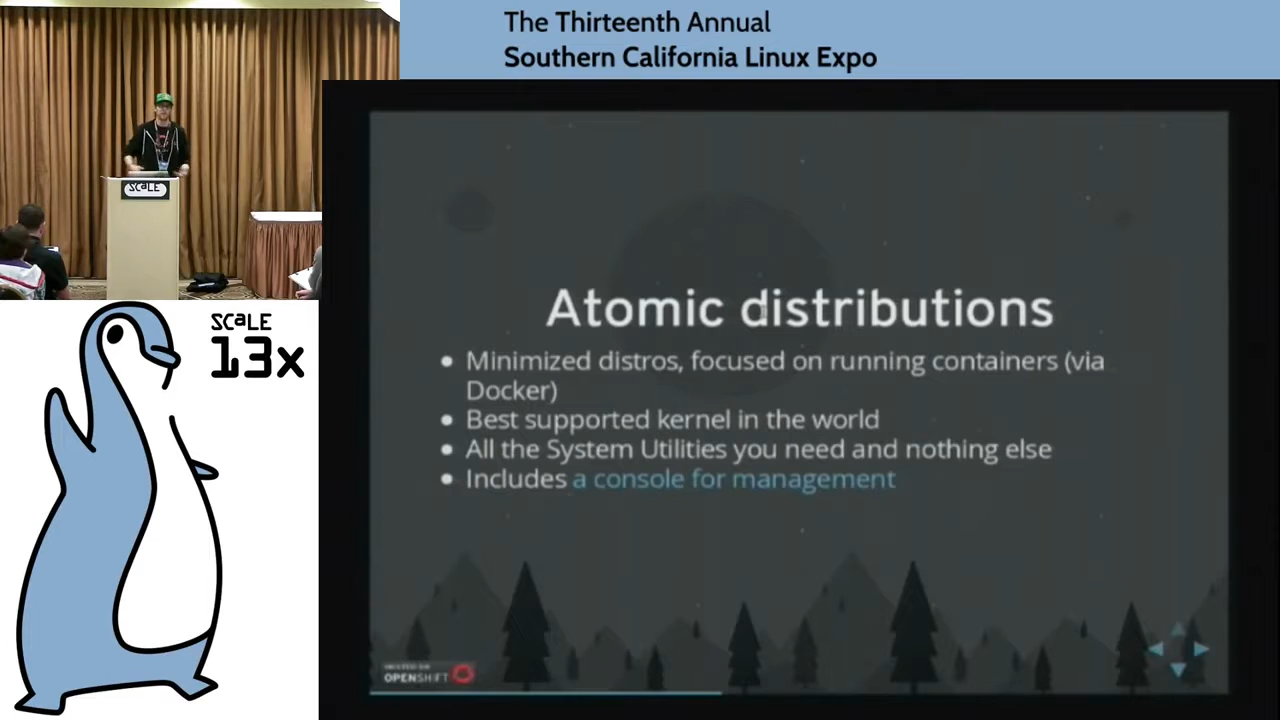 The Thirteenth Annual
Southern California Linux Expo
SCaLE
SCaLE
13x
Atomic distributions
Minimized distros, focused on running containers (via
Docker)
Best supported kernel in the world
All the System Utilities you need and nothing else
Includes a console for management
OPENSHIFT